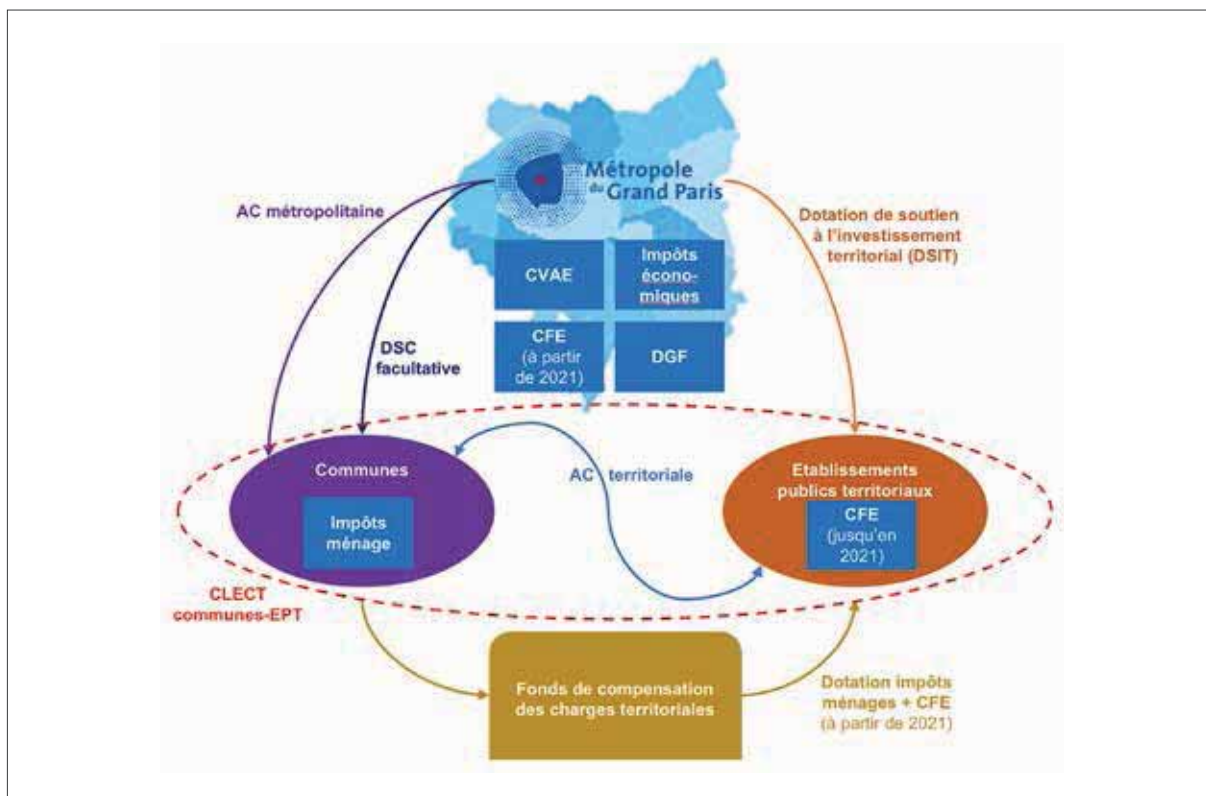 Métropole
du Grand Paris
AC métropolitaine
Dotation de soutien
à l'investissement
territorial (DSIT)
CVAE
Impôts
écono-
miques
DSC
facultative
CFE
(à partir
de 2021)
DGF
Communes
Impôts
ménage
AC territoriale
Etablissements
publics territoriaux
CFE
(jusqu'en
2021)
CLECT
communes-EPT
Fonds de compensation
des charges territoriales
Dotation impôts
ménages + CFE
(à partir de 2021)